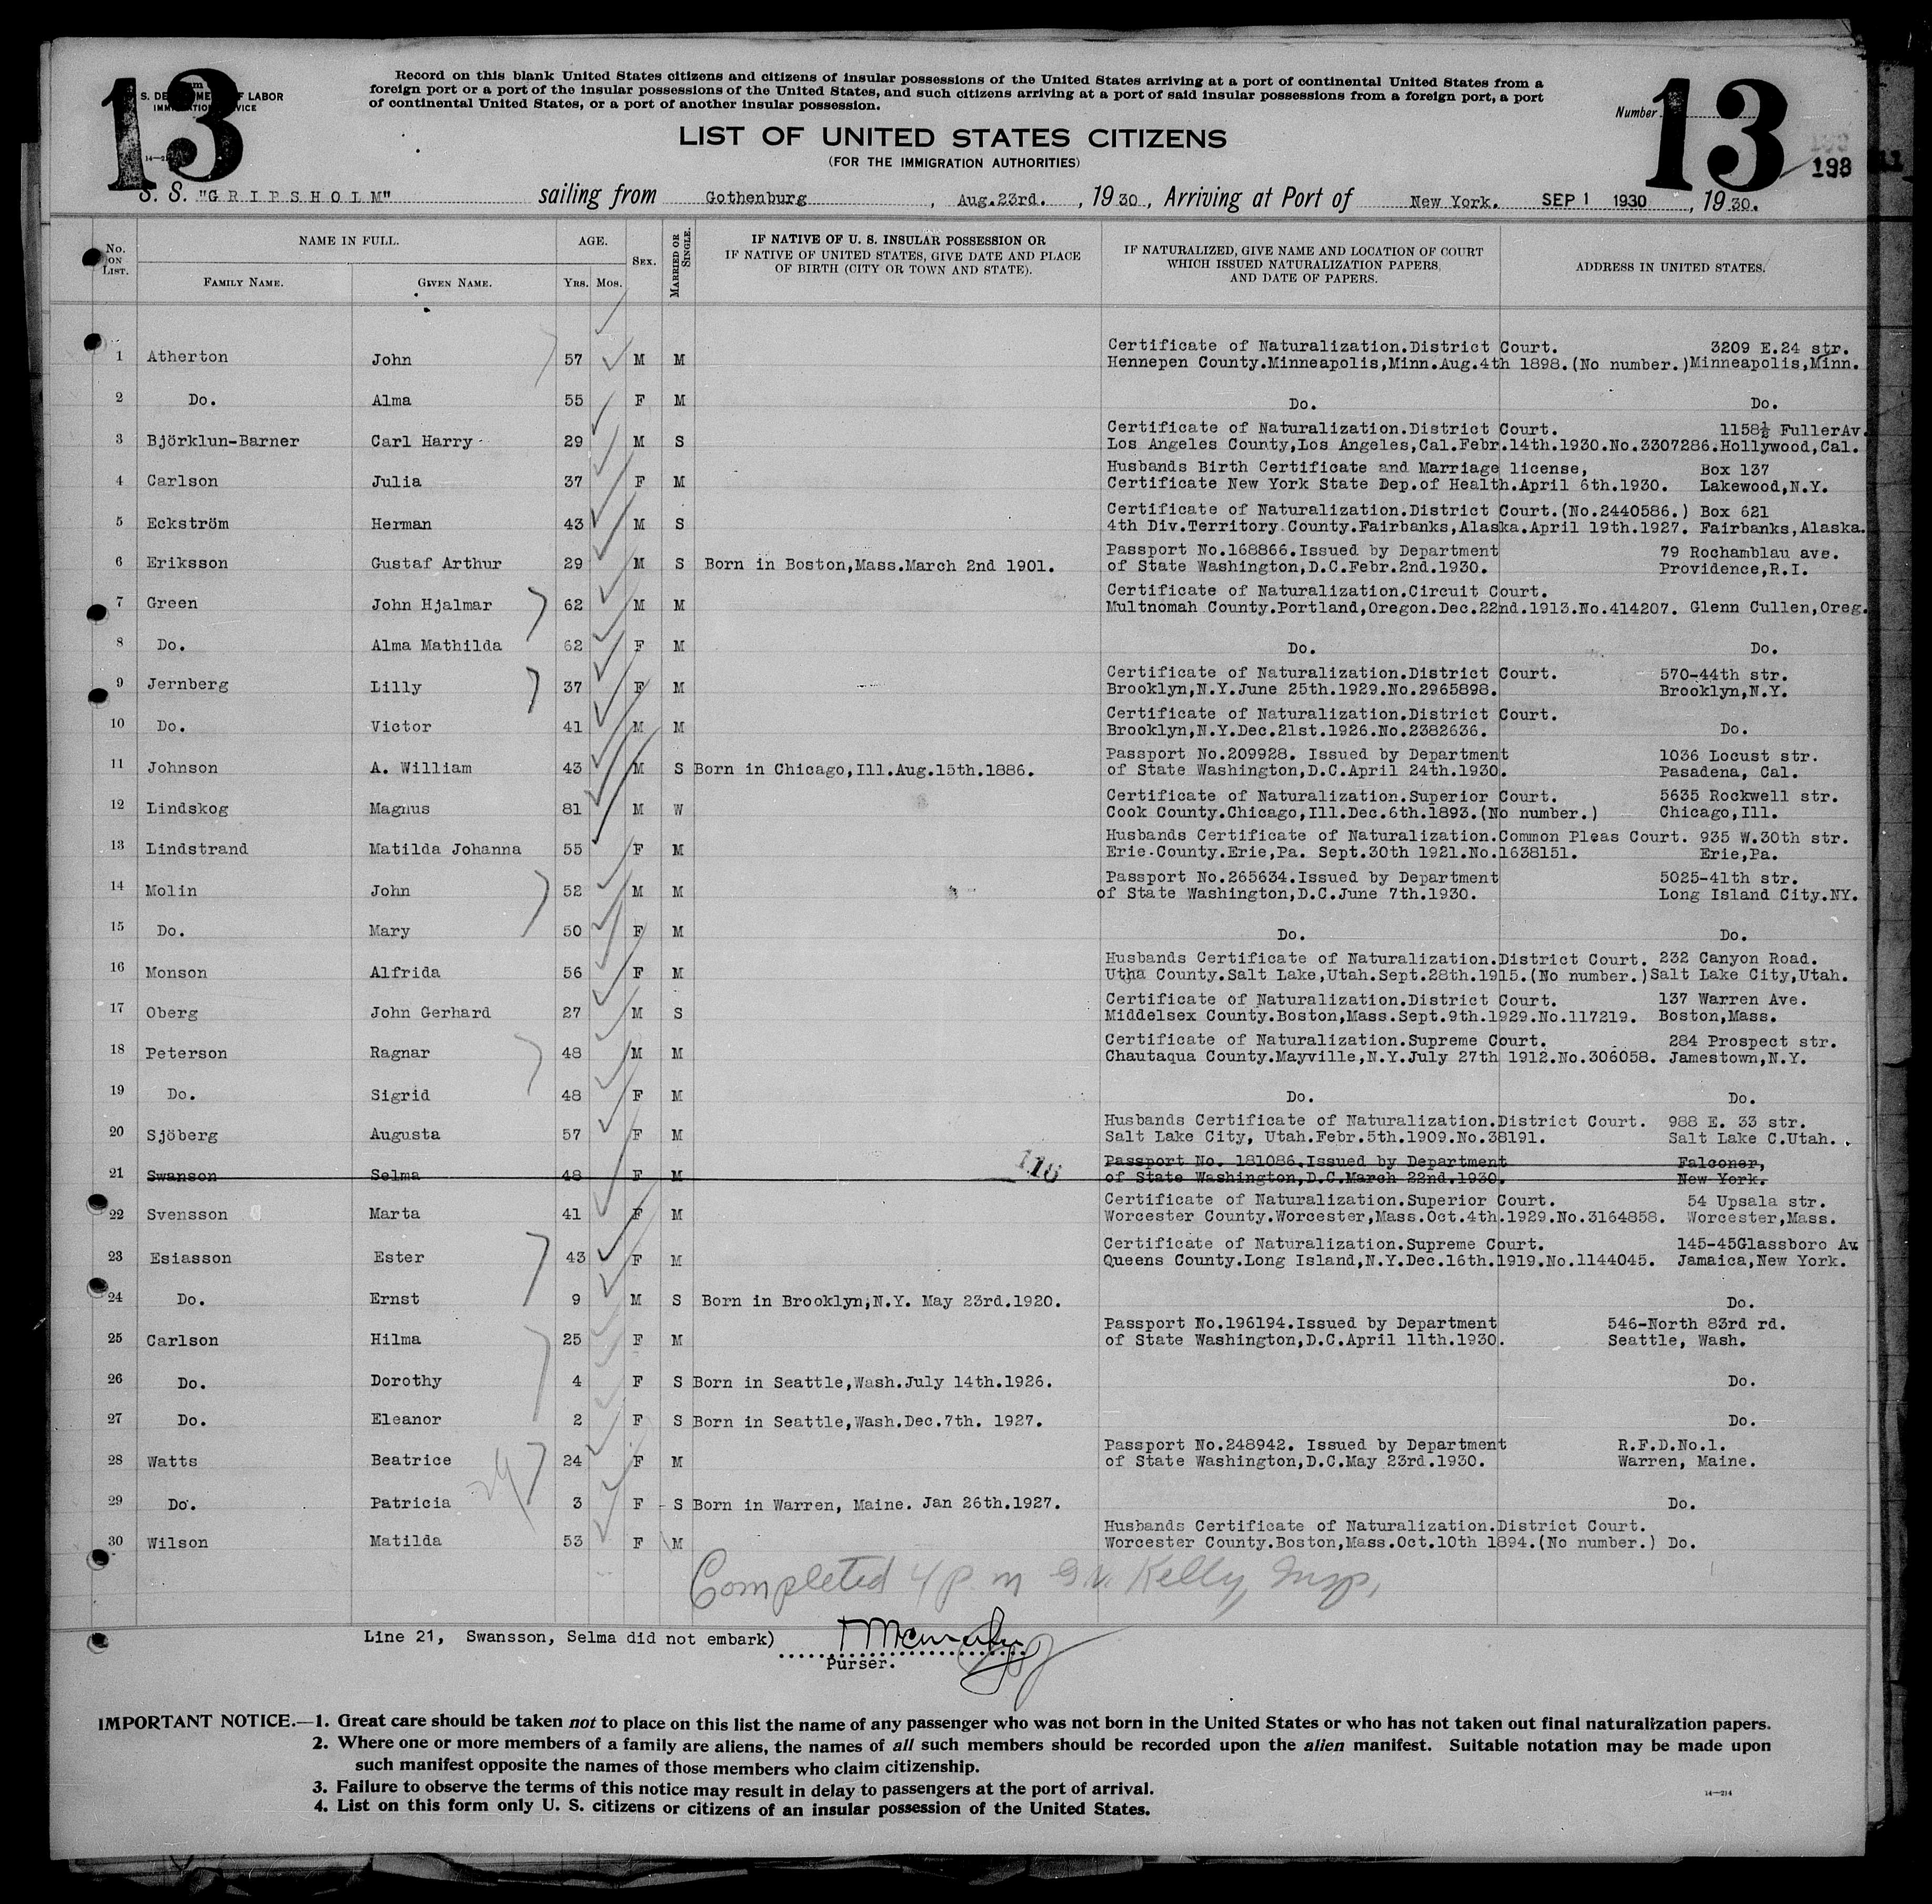 13
S. DEPARTMENT OF LABOR
IMMIGRATION SERVICE
Record on this blank United States citizens and citizens of insular possessions of the United States arriving at a port of continental United States from a
foreign port or a port of the insular possessions of the United States, and such citizens arriving at a port of said insular possessions from a foreign port, a port
of continental United States, or a port of another insular possession.
Number 13
198
LIST OF UNITED STATES CITIZENS
(FOR THE IMMIGRATION AUTHORITIES)
S. S. "GRIPSHOLM" sailing from Gothenburg, Aug.23rd., 1930, Arriving at Port of New York. SEP 1 1930, 1930.
No. ON LIST. NAME IN FULL. AGE. SEX. MARRIED OR SINGLE. IF NATIVE OF U. S. INSULAR POSSESSION OR IF NATIVE OF UNITED STATES, GIVE DATE AND PLACE OF BIRTH (CITY OR TOWN AND STATE). IF NATURALIZED, GIVE NAME AND LOCATION OF COURT WHICH ISSUED NATURALIZATION PAPERS, AND DATE OF PAPERS. ADDRESS IN UNITED STATES.
FAMILY NAME. GIVEN NAME. YRS. MOS.
Certificate of Naturalization.District Court. 3209 E.24 str.
1 Atherton John 57 M M Hennepen County.Minneapolis,Minn.Aug.4th 1898.(No number.) Minneapolis,Minn.
2 Do. Alma 55 F M Do. Do.
Certificate of Naturalization.District Court. 1158½ FullerAv.
3 Björklun-Barner Carl Harry 29 M S Los Angeles County,Los Angeles,Cal.Febr.14th.1930.No.3307286.Hollywood,Cal.
Husbands Birth Certificate and Marriage license, Box 137
4 Carlson Julia 37 F M Certificate New York State Dep.of Health.April 6th.1930. Lakewood,N.Y.
Certificate of Naturalization.District Court.(No.2440586.) Box 621
5 Eckström Herman 43 M S 4th Div.Territory County.Fairbanks,Alaska.April 19th.1927. Fairbanks,Alaska.
Passport No.168866.Issued by Department 79 Rochamblau ave.
6 Eriksson Gustaf Arthur 29 M S Born in Boston,Mass.March 2nd 1901. of State Washington,D.C.Febr.2nd.1930. Providence,R.I.
Certificate of Naturalization.Circuit Court.
7 Green John Hjalmar 62 M M Multnomah County.Portland,Oregon.Dec.22nd.1913.No.414207. Glenn Cullen,Oreg.
8 Do. Alma Mathilda 62 F M Do. Do.
Certificate of Naturalization.District Court. 570-44th str.
9 Jernberg Lilly 37 F M Brooklyn,N.Y.June 25th.1929.No.2965898. Brooklyn,N.Y.
Certificate of Naturalization.District Court.
10 Do. Victor 41 M M Brooklyn,N.Y.Dec.21st.1926.No.2382636. Do.
Passport No.209928. Issued by Department 1036 Locust str.
11 Johnson A. William 43 M S Born in Chicago,Ill.Aug.15th.1886. of State Washington,D.C.April 24th.1930. Pasadena, Cal.
Certificate of Naturalization.Superior Court. 5635 Rockwell str.
12 Lindskog Magnus 81 M W Cook County.Chicago,Ill.Dec.6th.1893.(No number.) Chicago,Ill.
Husbands Certificate of Naturalization.Common Pleas Court. 935 W.30th str.
13 Lindstrand Matilda Johanna 55 F M Erie.County.Erie,Pa. Sept.30th 1921.No.1638151. Erie,Pa.
Passport No.265634.Issued by Department 5025-41th str.
14 Molin John 52 M M of State Washington,D.C.June 7th.1930. Long Island City.NY.
15 Do. Mary 50 F M Do. Do.
Husbands Certificate of Naturalization.District Court. 232 Canyon Road.
16 Monson Alfrida 56 F M Utha County.Salt Lake,Utah.Sept.28th.1915.(No number.) Salt Lake City,Utah.
Certificate of Naturalization.District Court. 137 Warren Ave.
17 Oberg John Gerhard 27 M S Middelsex County.Boston,Mass.Sept.9th.1929.No.117219. Boston,Mass.
Certificate of Naturalization.Supreme Court. 284 Prospect str.
18 Peterson Ragnar 48 M M Chautaqua County.Mayville,N.Y.July 27th 1912.No.306058. Jamestown,N.Y.
19 Do. Sigrid 48 F M Do. Do.
Husbands Certificate of Naturalization.District Court. 988 E. 33 str.
20 Sjöberg Augusta 57 F M Salt Lake City, Utah.Febr.5th.1909.No.38191. Salt Lake C.Utah.
116 Passport No. 181086.Issued by Department Falconer,
21 Swanson Selma 48 F M of State Washington,D.C.March 22nd.1930. New York.
Certificate of Naturalization.Superior Court. 54 Upsala str.
22 Svensson Marta 41 F M Worcester County.Worcester,Mass.Oct.4th.1929.No.3164858. Worcester,Mass.
Certificate of Naturalization.Supreme Court. 145-45Glassboro Av.
23 Esiasson Ester 43 F M Queens County.Long Island,N.Y.Dec.16th.1919.No.1144045. Jamaica,New York.
24 Do. Ernst 9 M S Born in Brooklyn,N.Y. May 23rd.1920. Do.
Passport No.196194.Issued by Department 546-North 83rd rd.
25 Carlson Hilma 25 F M of State Washington,D.C.April 11th.1930. Seattle, Wash.
26 Do. Dorothy 4 F S Born in Seattle,Wash.July 14th.1926. Do.
27 Do. Eleanor 2 F S Born in Seattle,Wash.Dec.7th. 1927. Do.
Passport No.248942. Issued by Department R.F.D.No.1.
28 Watts Beatrice 24 F M of State Washington,D.C.May 23rd.1930. Warren, Maine.
29 Do. Patricia 3 F S Born in Warren, Maine. Jan 26th.1927. Do.
Husbands Certificate of Naturalization.District Court.
30 Wilson Matilda 53 F M Worcester County.Boston,Mass.Oct.10th 1894.(No number.) Do.
Completed 4 P.m Kelly, Insp.
Line 21, Swansson, Selma did not embark)
Purser.
IMPORTANT NOTICE.—1. Great care should be taken not to place on this list the name of any passenger who was not born in the United States or who has not taken out final naturalization papers.
2. Where one or more members of a family are aliens, the names of all such members should be recorded upon the alien manifest. Suitable notation may be made upon
such manifest opposite the names of those members who claim citizenship.
3. Failure to observe the terms of this notice may result in delay to passengers at the port of arrival.
4. List on this form only U. S. citizens or citizens of an insular possession of the United States.
14—214